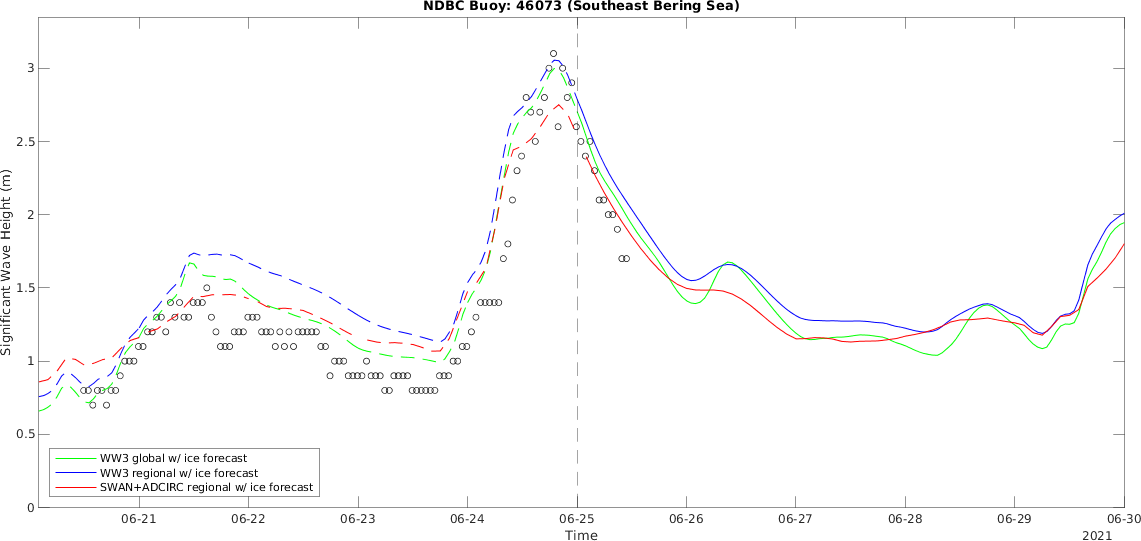 NDBC Buoy: 46073 (Southeast Bering Sea)
Significant Wave Height (m)
3
2.5
2
1.5
1
0.5
0
WW3 global w/ ice forecast
WW3 regional w/ ice forecast
SWAN+ADCIRC regional w/ ice forecast
06-21 06-22 06-23 06-24 06-25 06-26 06-27 06-28 06-29 06-30
Time
2021